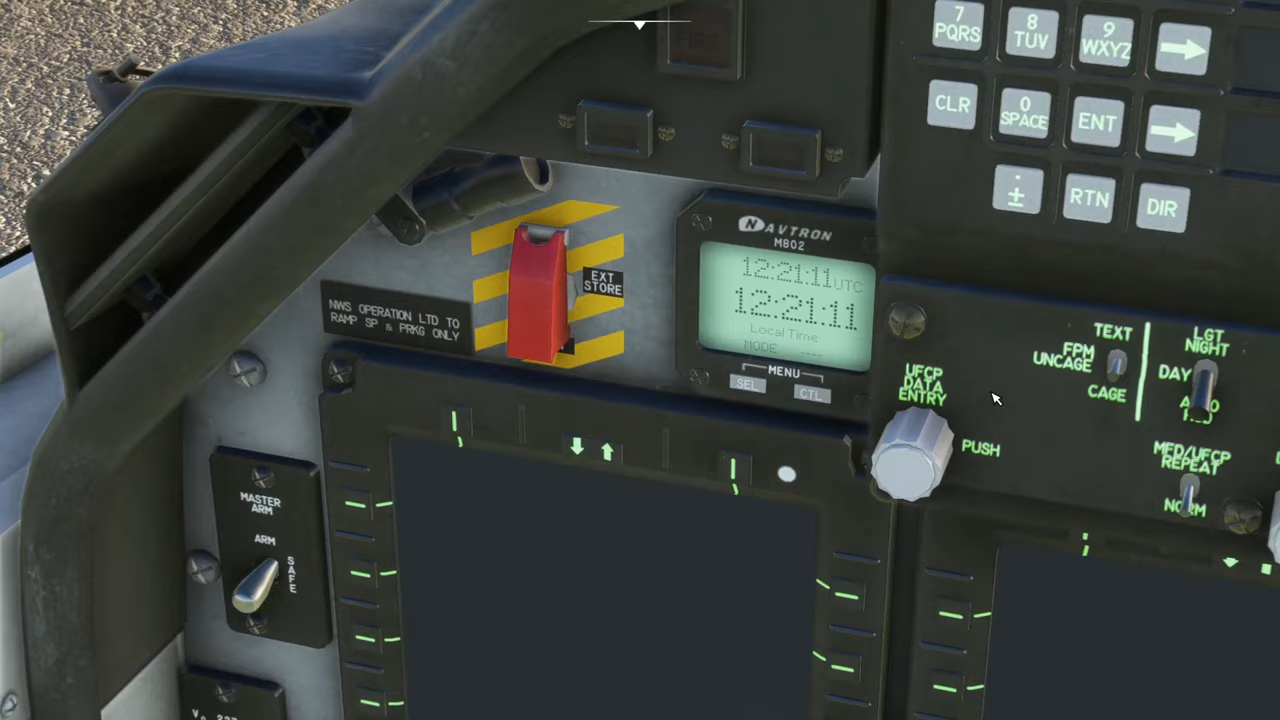 7
PQRS
8
TUV
9
WXYZ
CLR
0
SPACE
ENT
RTN
DIR
NAVTRON
M802
12:21:11 UTC
12:21:11
Local Time
MODE
MENU
SEL
CTL
EXT
STORE
NWS OPERATION LTD TO
RAMP SP & PRKG ONLY
TEXT
FPM
UNCAGE
CAGE
LGT
NIGHT
DAY
UFCP
DATA
ENTRY
PUSH
MFD/UFCP
REPEAT
NORM
MASTER
ARM
ARM
SAFE